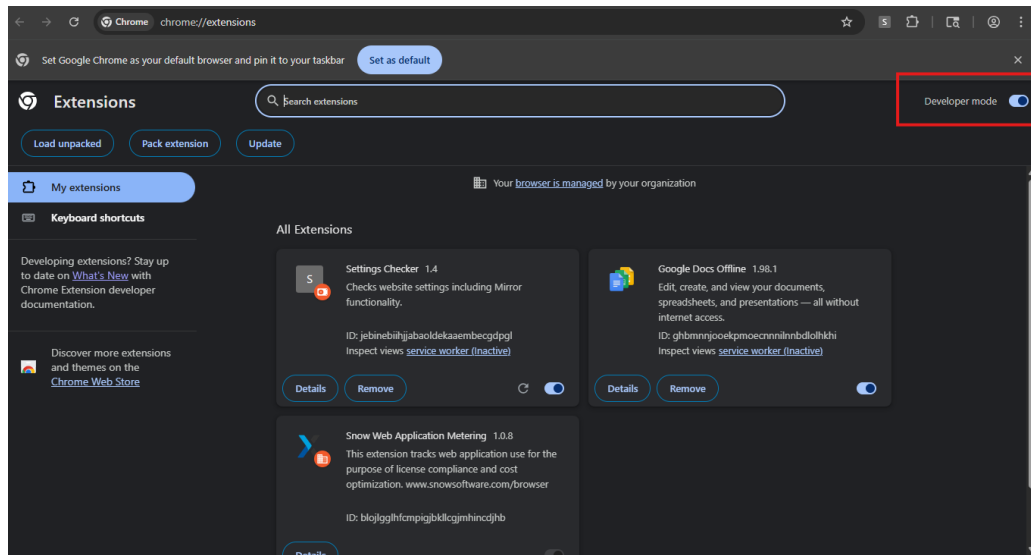 Chrome chrome://extensions
S
Set Google Chrome as your default browser and pin it to your taskbar Set as default
Extensions
Search extensions
Developer mode
Load unpacked Pack extension Update
My extensions
Your browser is managed by your organization
Keyboard shortcuts
All Extensions
Developing extensions? Stay up
to date on What's New with
Chrome Extension developer
documentation.
Discover more extensions
and themes on the
Chrome Web Store
S
Settings Checker 1.4
Checks website settings including Mirror
functionality.
ID: jebinebiihjjabaoldekaaembecgdpgl
Inspect views service worker (Inactive)
Details Remove
Google Docs Offline 1.98.1
Edit, create, and view your documents,
spreadsheets, and presentations — all without
internet access.
ID: ghbmnnjooekpmoecnnnilnnbdlolhkhi
Inspect views service worker (Inactive)
Details Remove
Snow Web Application Metering 1.0.8
This extension tracks web application use for the
purpose of license compliance and cost
optimization. www.snowsoftware.com/browser
ID: blojlgglhfcmpigjbkllcgjmhincdjhb
Details